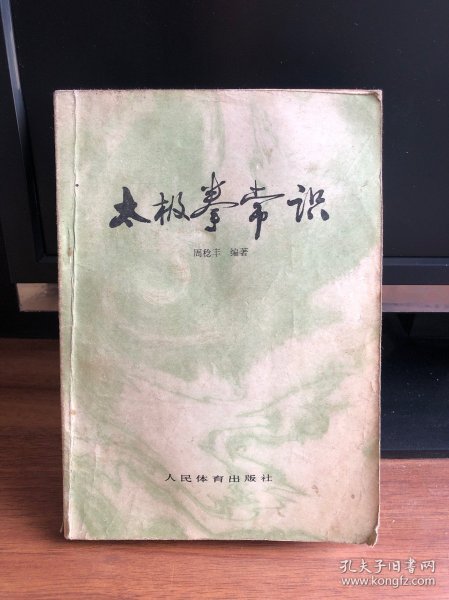 太极拳常识
周稔丰 编著
人民体育出版社
孔夫子旧书网
www.kongfz.com